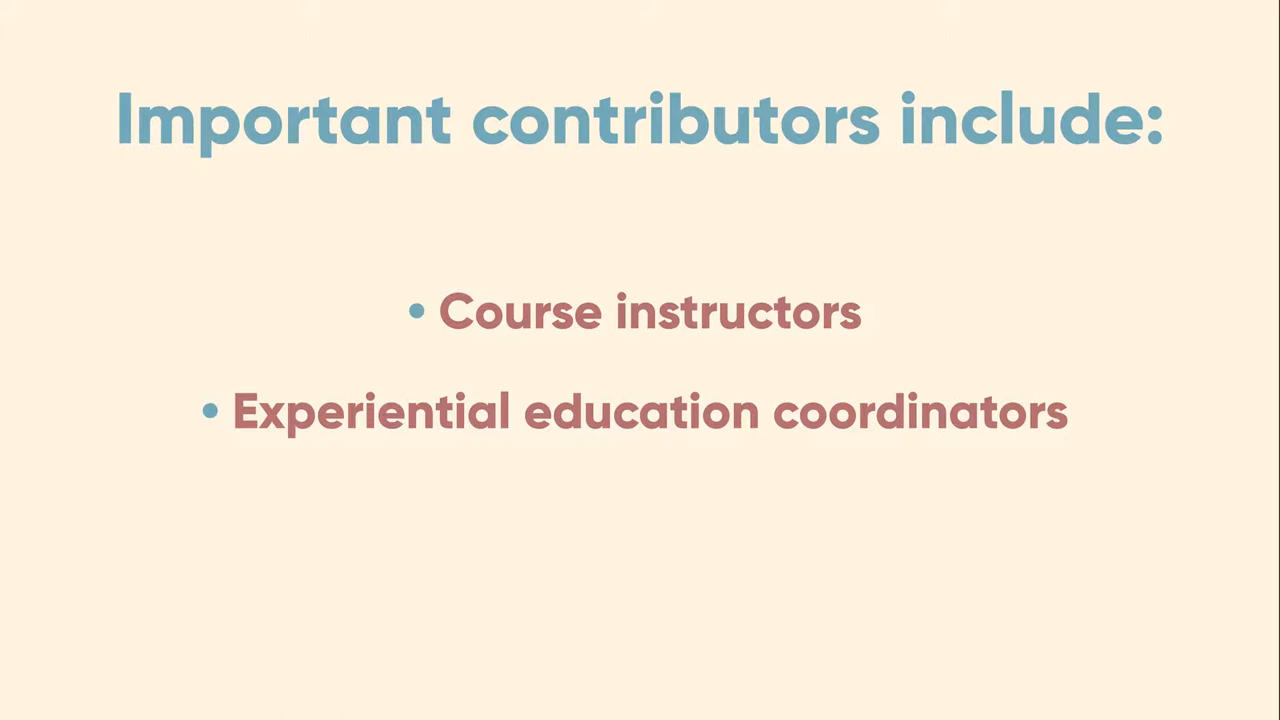 Important contributors include:
• Course instructors
• Experiential education coordinators